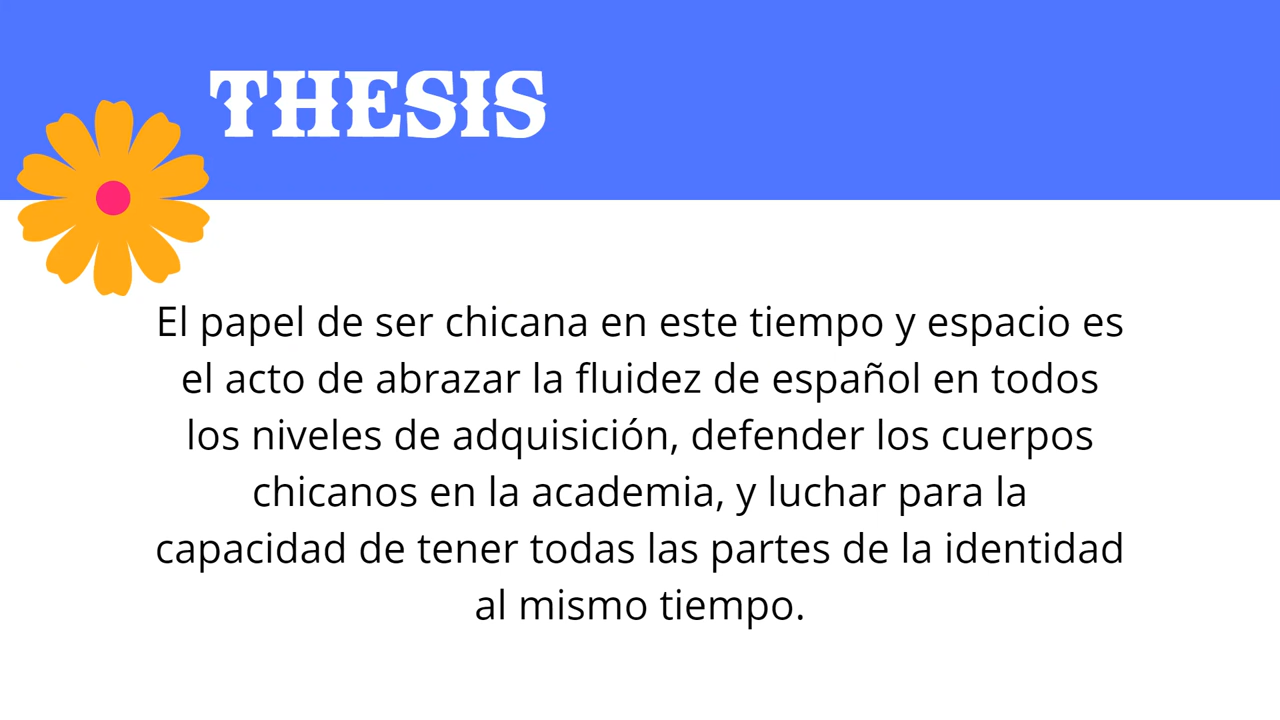 THESIS
El papel de ser chicana en este tiempo y espacio es
el acto de abrazar la fluidez de español en todos
los niveles de adquisición, defender los cuerpos
chicanos en la academia, y luchar para la
capacidad de tener todas las partes de la identidad
al mismo tiempo.